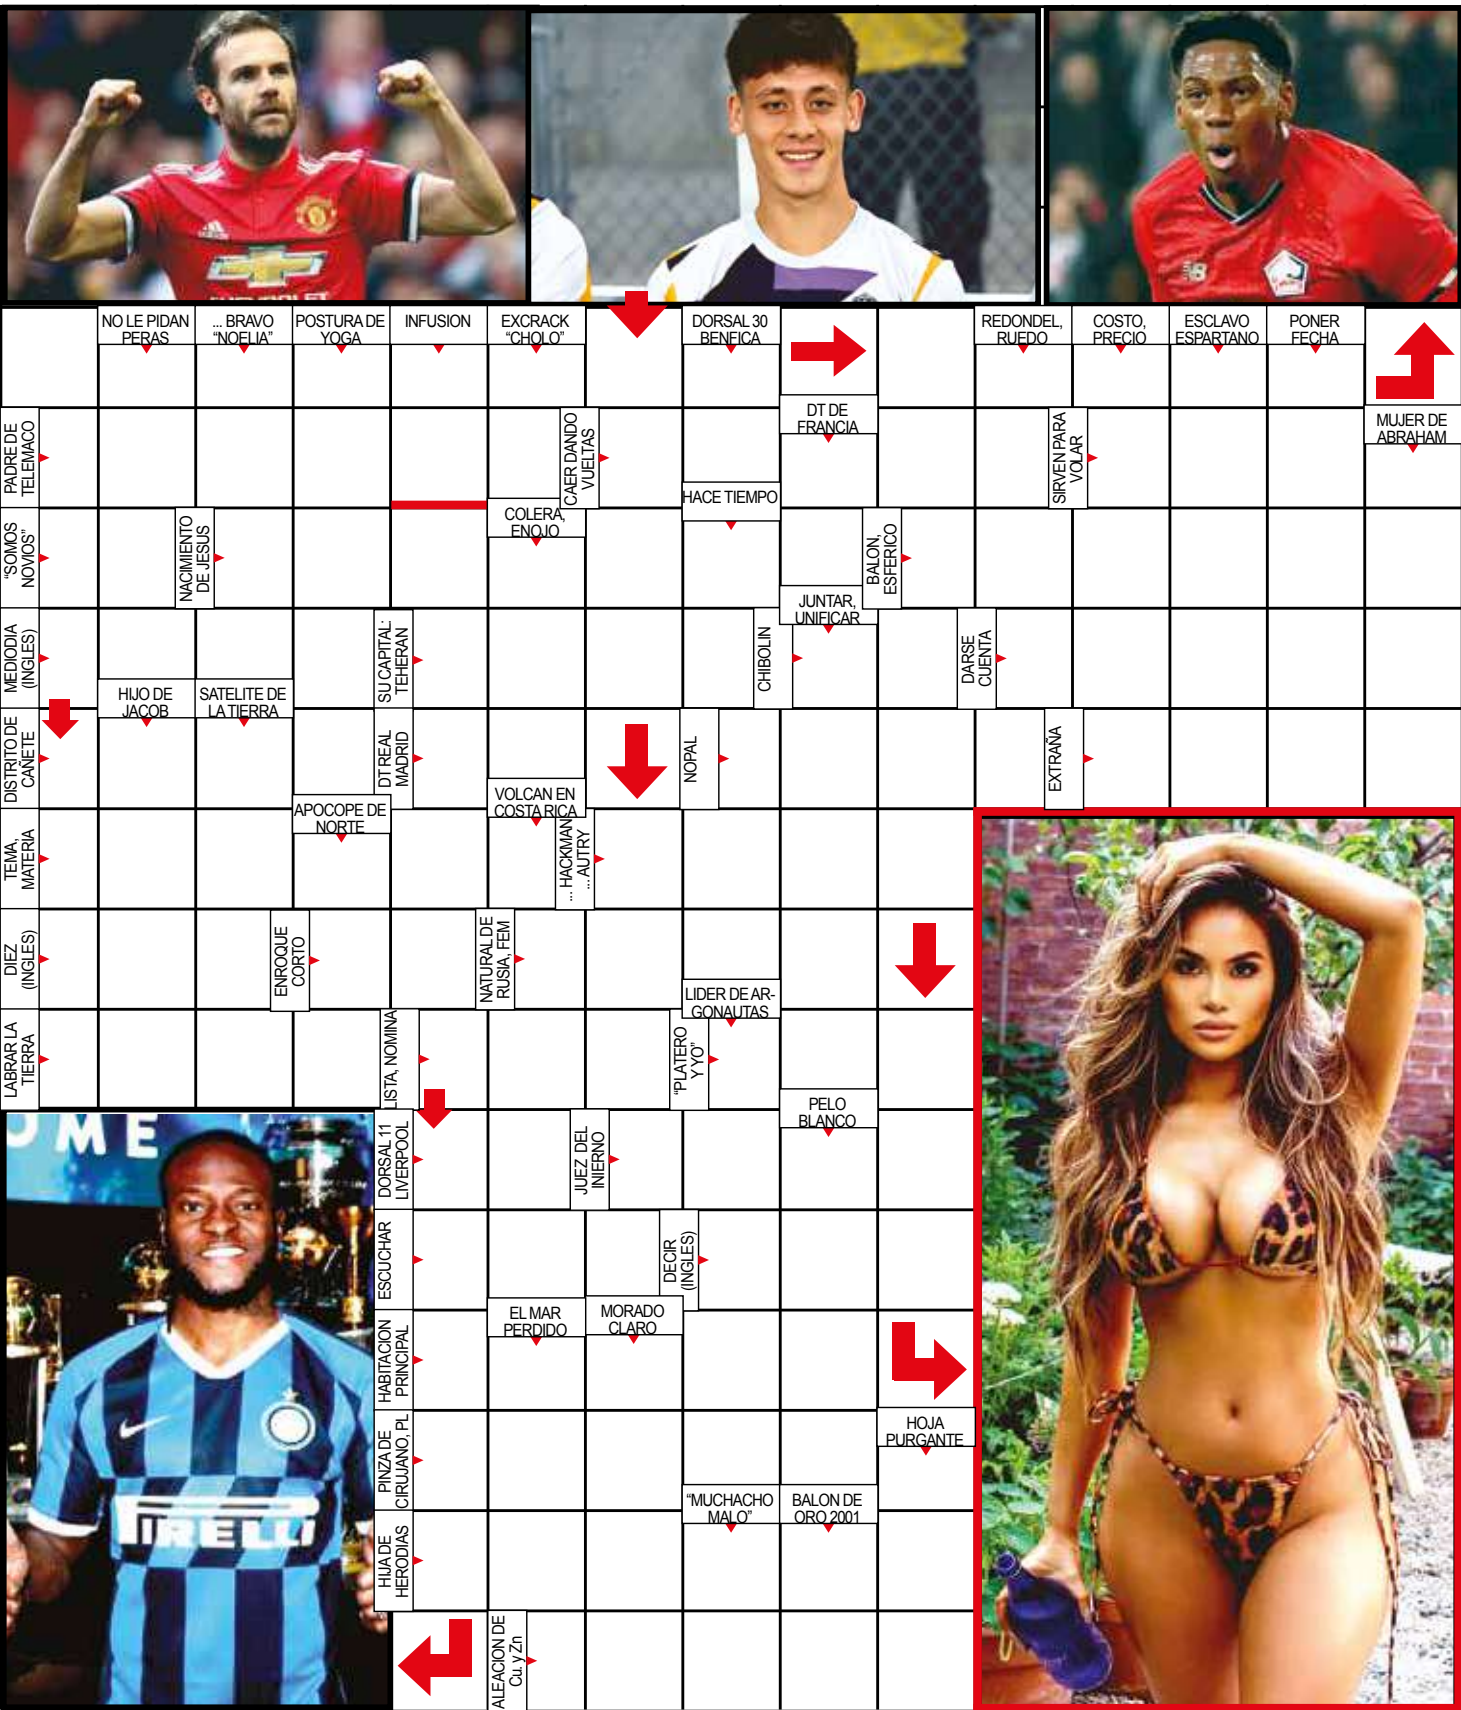 NO LE PIDAN
PERAS
... BRAVO
“NOELIA”
POSTURA DE
YOGA
INFUSION
EXCRACK
“CHOLO”
DORSAL 30
BENFICA
REDONDEL,
RUEDO
COSTO,
PRECIO
ESCLAVO
ESPARTANO
PONER
FECHA
PADRE DE
TELEMACO
CAER DANDO
VUELTAS
DT DE
FRANCIA
SIRVEN PARA
VOLAR
MUJER DE
ABRAHAM
HACE TIEMPO
“SOMOS
NOVIOS”
NACIMIENTO
DE JESUS
COLERA,
ENOJO
BALON,
ESFERICO
MEDIODIA
(INGLES)
SU CAPITAL:
TEHERAN
CHIBOLIN
JUNTAR,
UNIFICAR
DARSE
CUENTA
HIJO DE
JACOB
SATELITE DE
LA TIERRA
DISTRITO DE
CAÑETE
DT REAL
MADRID
NOPAL
EXTRAÑA
VOLCAN EN
COSTA RICA
APOCOPE DE
NORTE
TEMA,
MATERIA
... HACKMAN
... AUTRY
DIEZ
(INGLES)
ENROQUE
CORTO
NATURAL DE
RUSIA, FEM
LIDER DE AR-
GONAUTAS
LABRAR LA
TIERRA
LISTA, NOMINA
“PLATERO
Y YO”
PELO
BLANCO
OME
DORSAL 11
LIVERPOOL
JUEZ DEL
INIERNO
ESCUCHAR
DECIR
(INGLES)
EL MAR
PERDIDO
MORADO
CLARO
HABITACION
PRINCIPAL
HOJA
PURGANTE
PINZA DE
CIRUJANO, PL
“MUCHACHO
MALO”
BALON DE
ORO 2001
IRELLI
HIJA DE
HERODIAS
ALEACION DE
Cu. y Zn